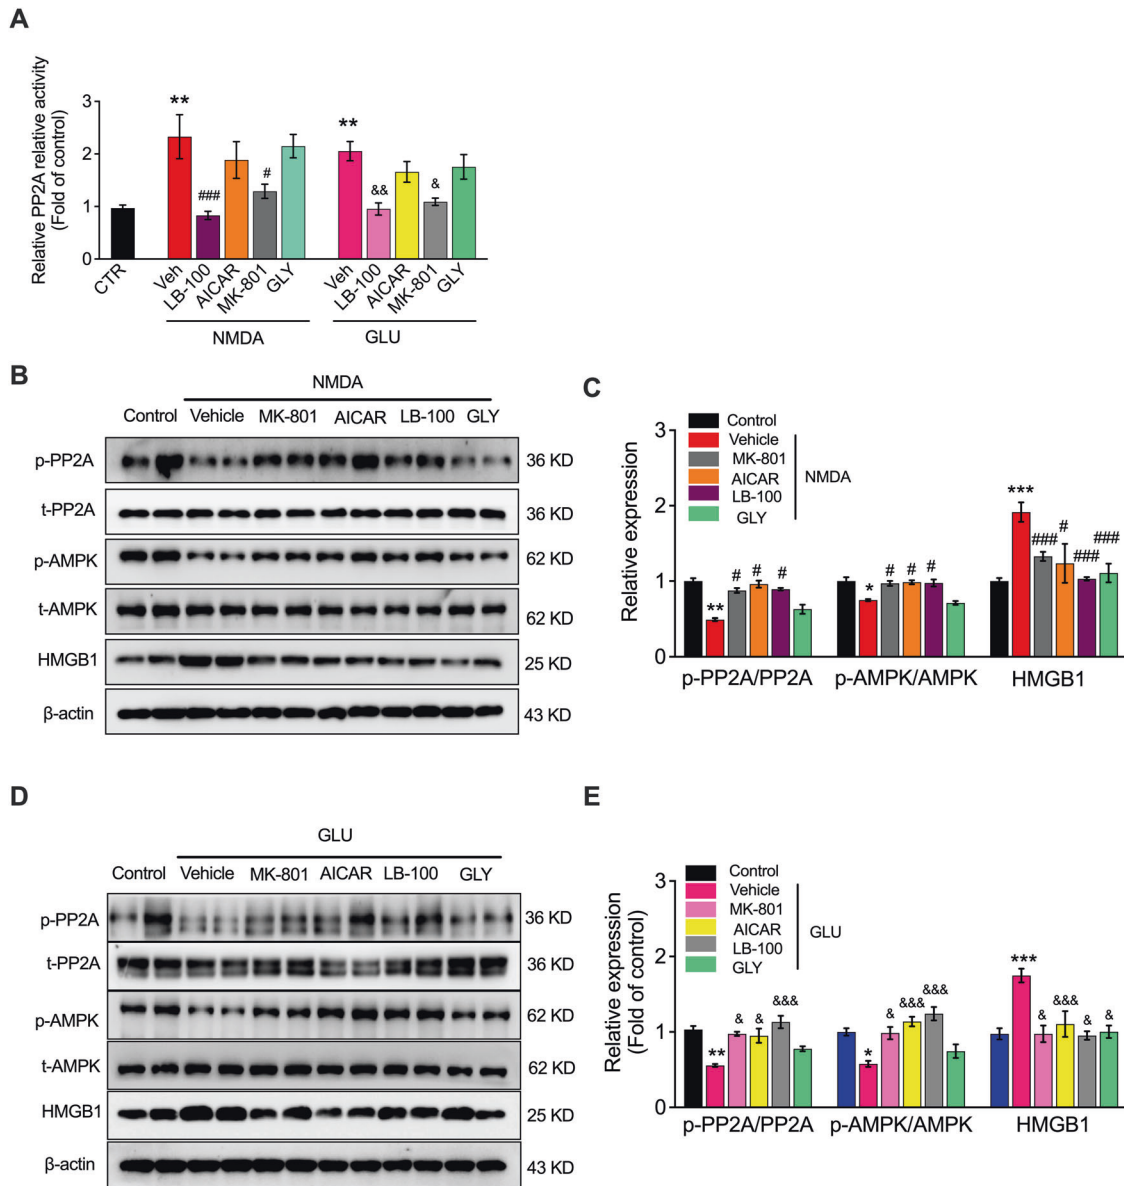 A
Relative PP2A relative activity
(Fold of control)
3
2
1
0
**
###
#
**
&&
&
CTR
Veh
LB-100
AICAR
MK-801
GLY
Veh
LB-100
AICAR
MK-801
GLY
NMDA
GLU
B
NMDA
Control Vehicle MK-801 AICAR LB-100 GLY
p-PP2A 36 KD
t-PP2A 36 KD
p-AMPK 62 KD
t-AMPK 62 KD
HMGB1 25 KD
β-actin 43 KD
C
Relative expression
3
2
1
0
Control
Vehicle
MK-801
AICAR
LB-100
GLY
NMDA
** # # #
* # # #
*** ### # ### ###
p-PP2A/PP2A p-AMPK/AMPK HMGB1
D
GLU
Control Vehicle MK-801 AICAR LB-100 GLY
p-PP2A 36 KD
t-PP2A 36 KD
p-AMPK 62 KD
t-AMPK 62 KD
HMGB1 25 KD
β-actin 43 KD
E
Relative expression
(Fold of control)
3
2
1
0
Control
Vehicle
MK-801
AICAR
LB-100
GLY
GLU
** & & &&&
* & &&& &&&
*** & &&& & &
p-PP2A/PP2A p-AMPK/AMPK HMGB1